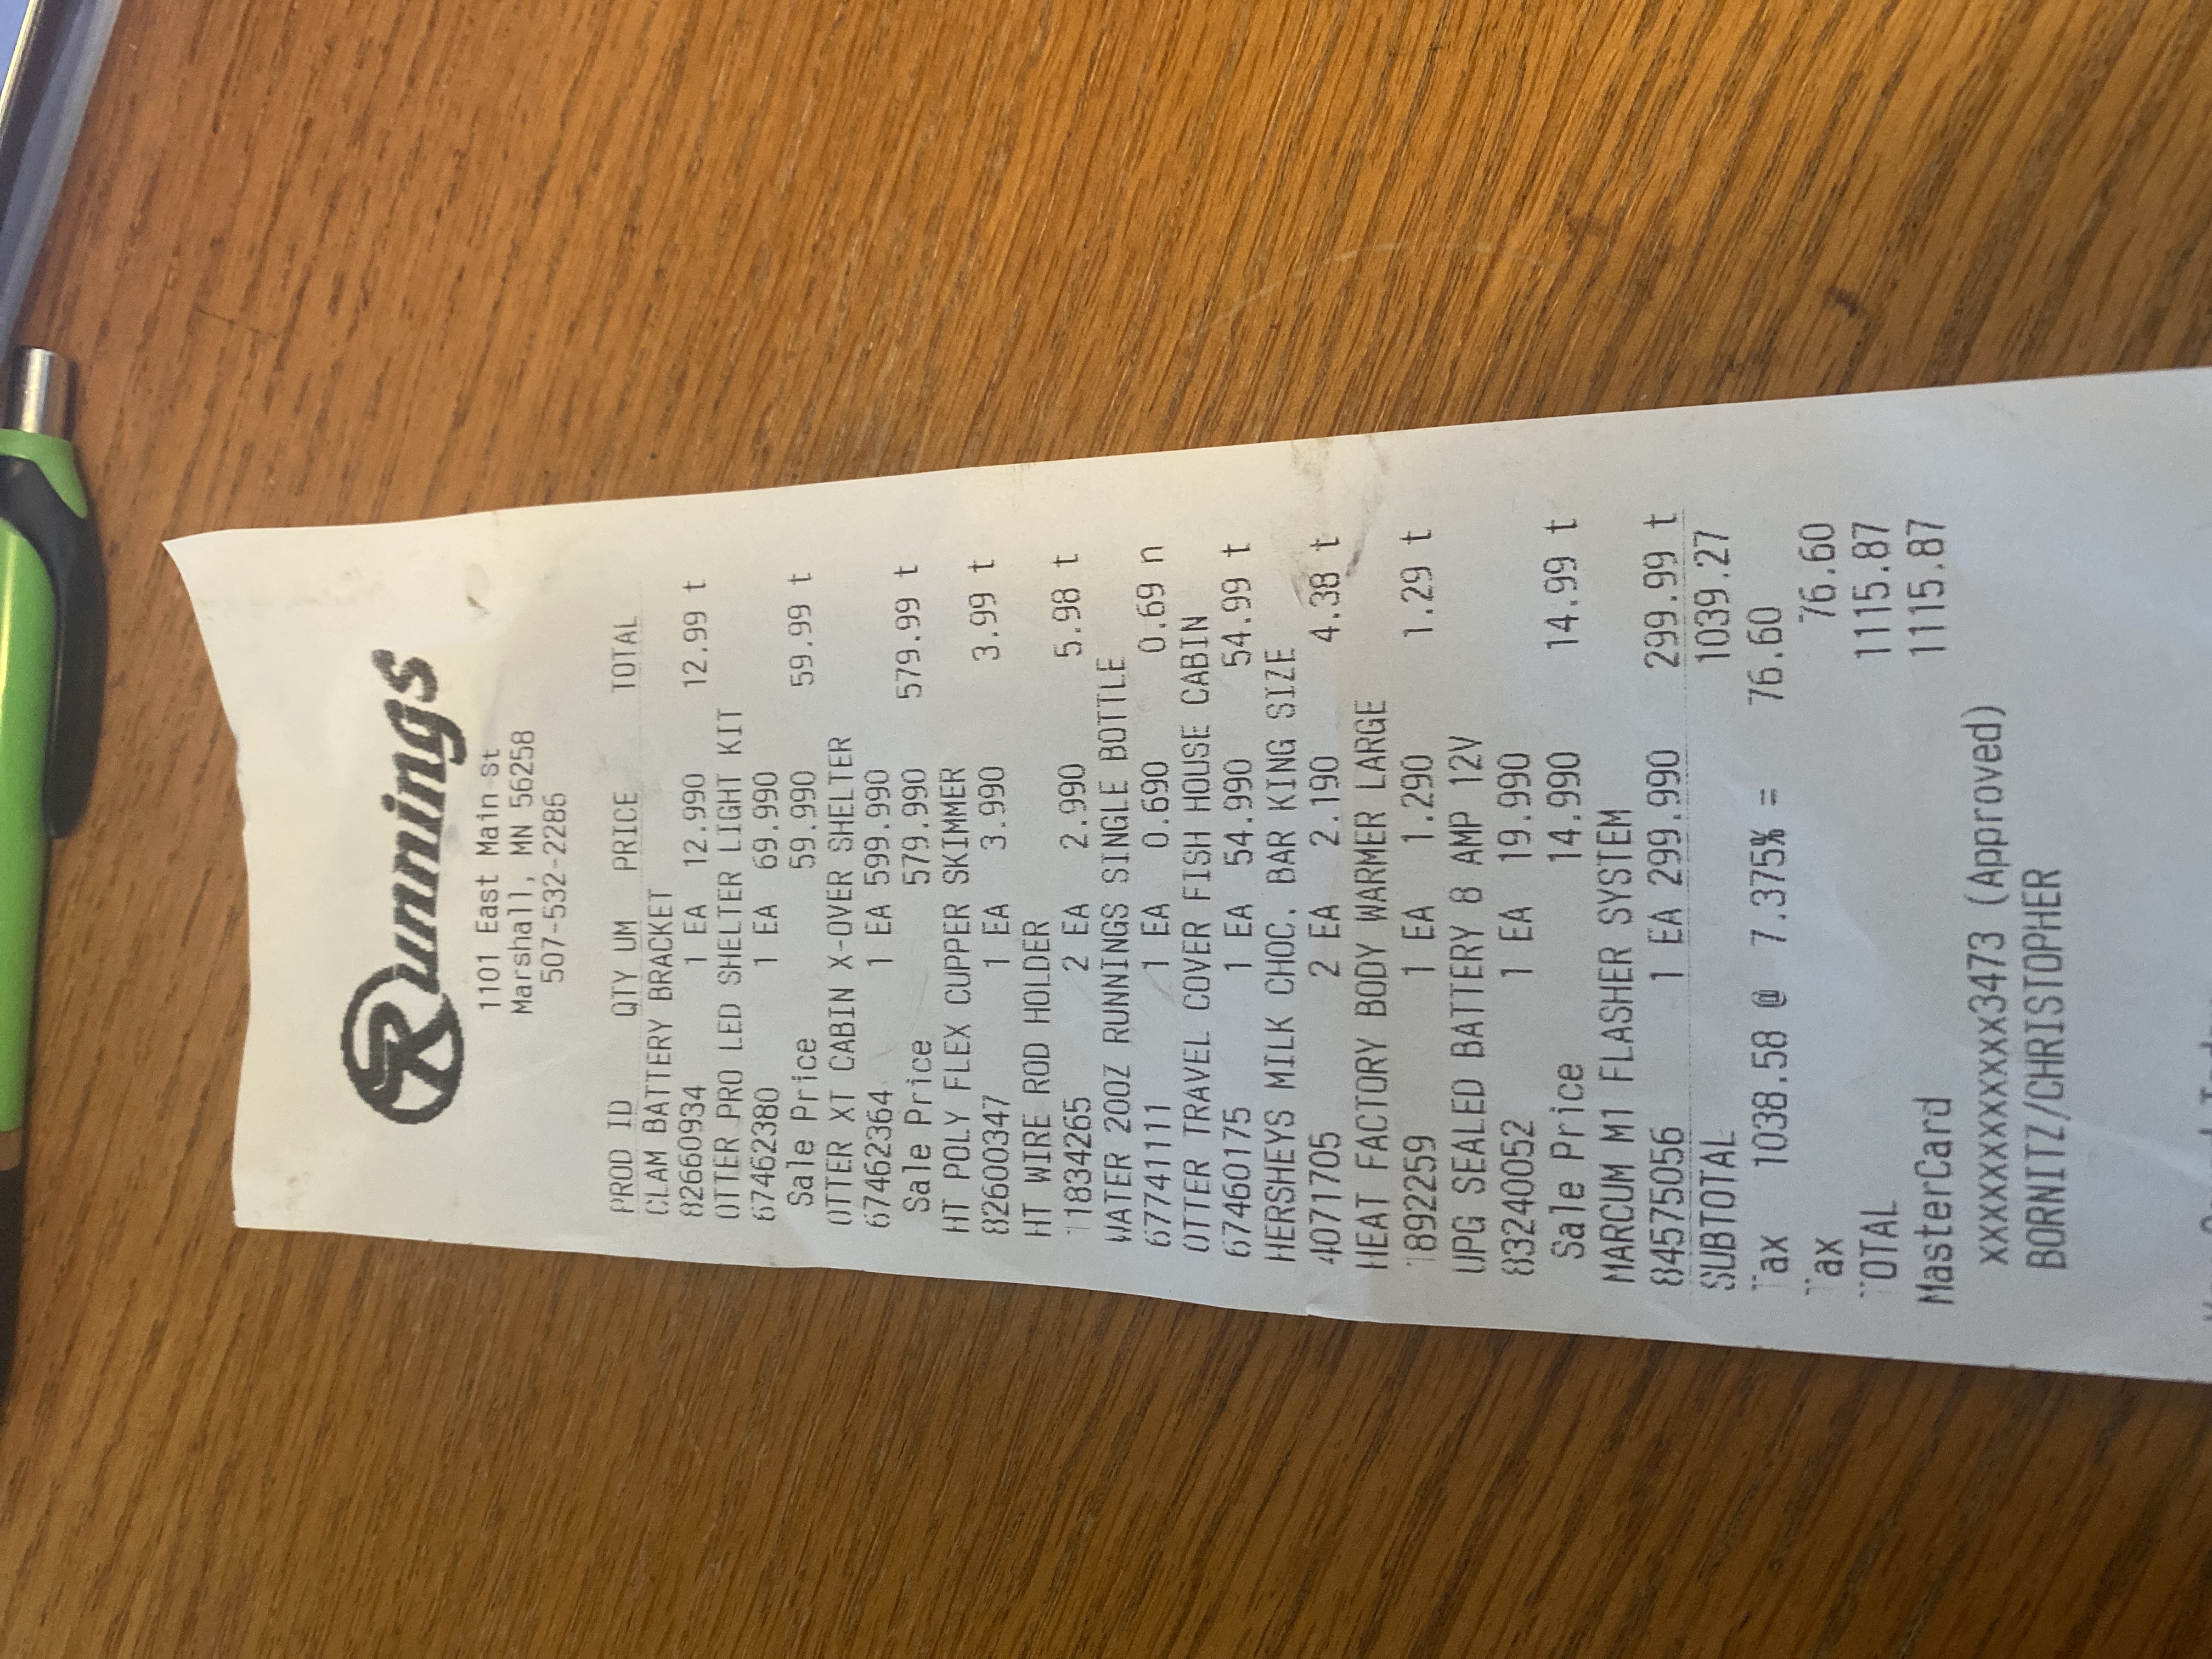 Runnings
1101 East Main St
Marshall, MN 56258
507-532-2285
PROD ID QTY UM PRICE TOTAL
CLAM BATTERY BRACKET
82660934 1 EA 12.990 12.99 t
OTTER PRO LED SHELTER LIGHT KIT
67462380 1 EA 69.990
Sale Price 59.990 59.99 t
OTTER XT CABIN X-OVER SHELTER
67462364 1 EA 599.990
Sale Price 579.990 579.99 t
HT POLY FLEX CUPPER SKIMMER
82600347 1 EA 3.990 3.99 t
HT WIRE ROD HOLDER
11834265 2 EA 2.990 5.98 t
WATER 20OZ RUNNINGS SINGLE BOTTLE
67741111 1 EA 0.690 0.69 n
OTTER TRAVEL COVER FISH HOUSE CABIN
67460175 1 EA 54.990 54.99 t
HERSHEYS MILK CHOC. BAR KING SIZE
4071705 2 EA 2.190 4.38 t
HEAT FACTORY BODY WARMER LARGE
1892259 1 EA 1.290 1.29 t
UPG SEALED BATTERY 8 AMP 12V
83240052 1 EA 19.990
Sale Price 14.990 14.99 t
MARCUM M1 FLASHER SYSTEM
84575056 1 EA 299.990 299.99 t
SUBTOTAL 1039.27
Tax 1038.58 @ 7.375% = 76.60
Tax 76.60
TOTAL 1115.87
MasterCard 1115.87
xxxxxxxxxxxx3473 (Approved)
BORNITZ/CHRISTOPHER